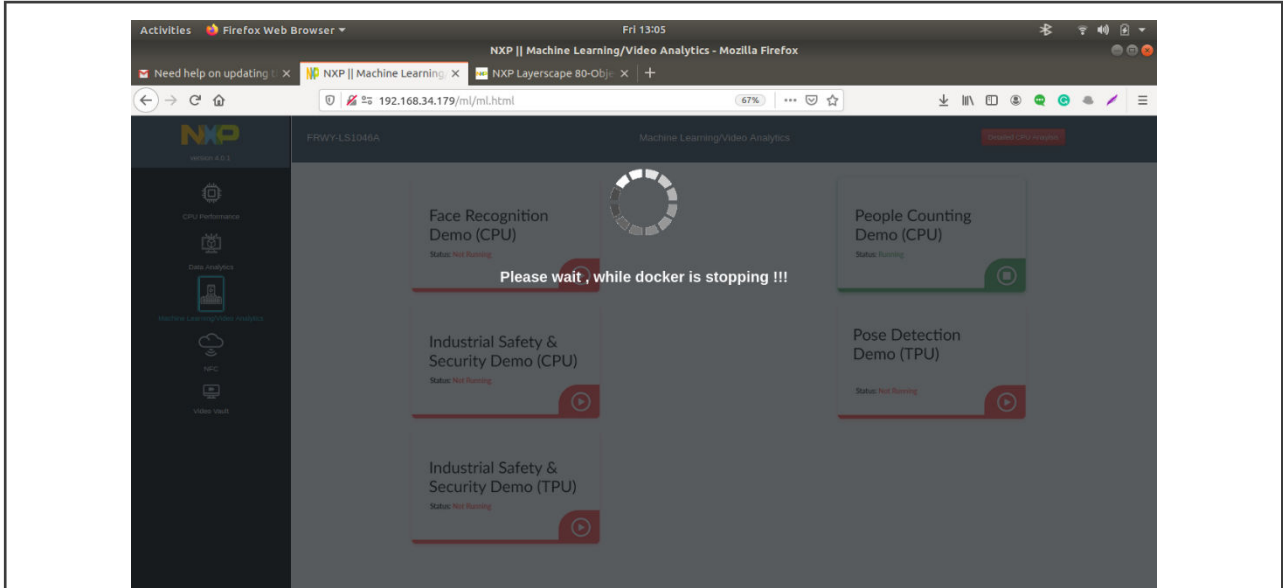 Activities Firefox Web Browser Fri 13:05
NXP || Machine Learning/Video Analytics - Mozilla Firefox
Need help on updating t NXP || Machine Learning/ NXP Layerscape 80-Obje
192.168.34.179/ml/ml.html 67%
NXP
Version 4.0.1
FRWY-LS1046A Machine Learning/Video Analytics Detailed CPU Analysis
CPU Performance
Data Analytics
Machine Learning/Video Analytics
NFC
Video Vault
Face Recognition
Demo (CPU)
Status: Not Running
People Counting
Demo (CPU)
Status: Running
Please wait , while docker is stopping !!!
Industrial Safety &
Security Demo (CPU)
Status: Not Running
Pose Detection
Demo (TPU)
Status: Not Running
Industrial Safety &
Security Demo (TPU)
Status: Not Running